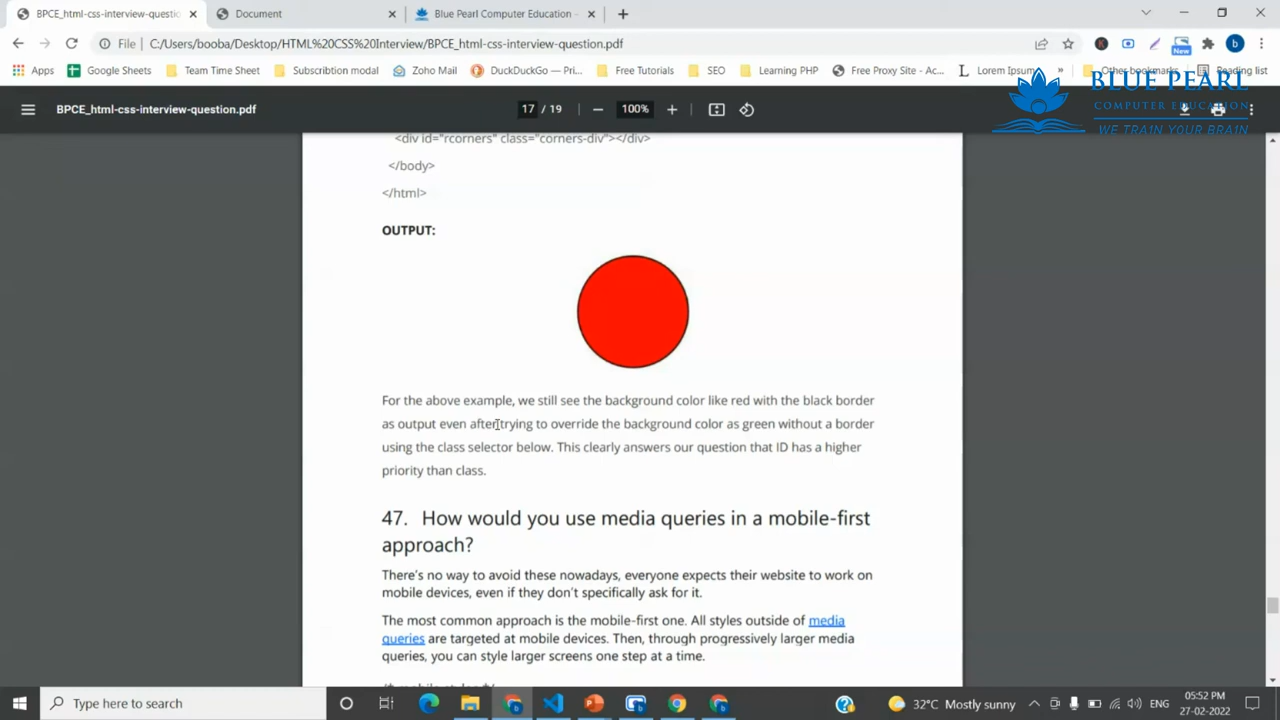 BPCE_html-css-interview-questio
Document
Blue Pearl Computer Education -
File C:/Users/booba/Desktop/HTML%20CSS%20Interview/BPCE_html-css-interview-question.pdf
New
b
Apps Google Sheets Team Time Sheet Subscribtion modal Zoho Mail DuckDuckGo — Pri... Free Tutorials SEO Learning PHP Free Proxy Site - Ac... Lorem Ipsum... » Other bookmarks Reading list
BLUE PEARL
COMPUTER EDUCATION
WE TRAIN YOUR BRAIN
BPCE_html-css-interview-question.pdf
17 / 19
100%
<div id="rcorners" class="corners-div"></div>
</body>
</html>
OUTPUT:
For the above example, we still see the background color like red with the black border
as output even after trying to override the background color as green without a border
using the class selector below. This clearly answers our question that ID has a higher
priority than class.
47. How would you use media queries in a mobile-first
approach?
There's no way to avoid these nowadays, everyone expects their website to work on
mobile devices, even if they don't specifically ask for it.
The most common approach is the mobile-first one. All styles outside of media
queries are targeted at mobile devices. Then, through progressively larger media
queries, you can style larger screens one step at a time.
Type here to search
32°C Mostly sunny
ENG
05:52 PM
27-02-2022